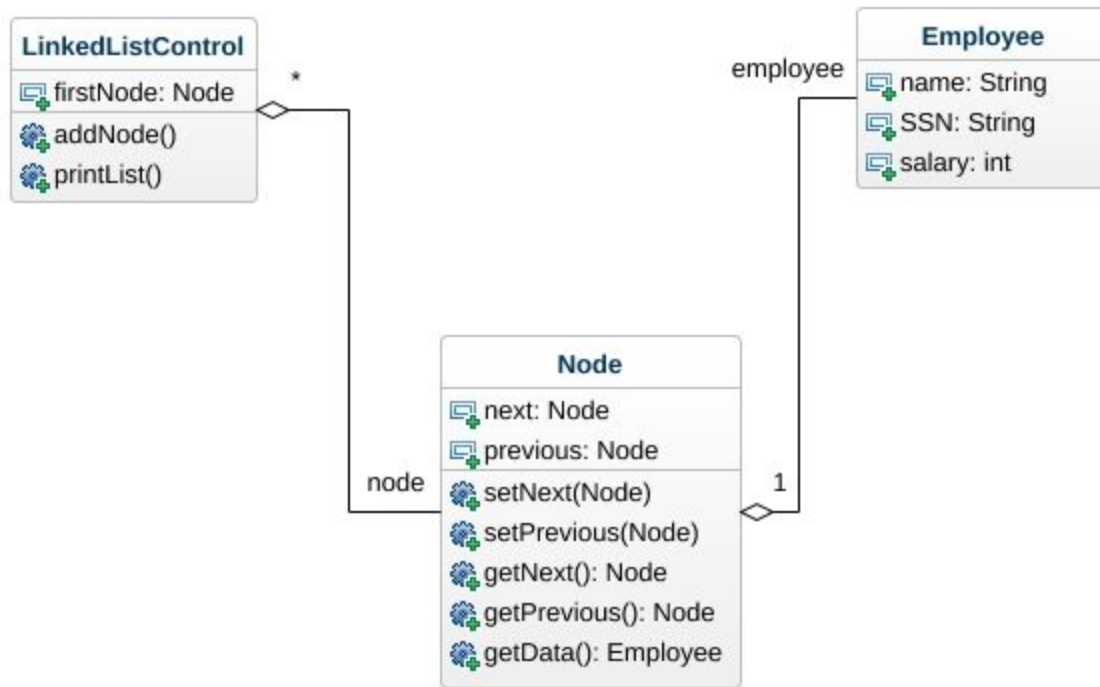 LinkedListControl
firstNode: Node
addNode()
printList()
*
employee
Employee
name: String
SSN: String
salary: int
node
Node
next: Node
previous: Node
setNext(Node)
setPrevious(Node)
getNext(): Node
getPrevious(): Node
getData(): Employee
1